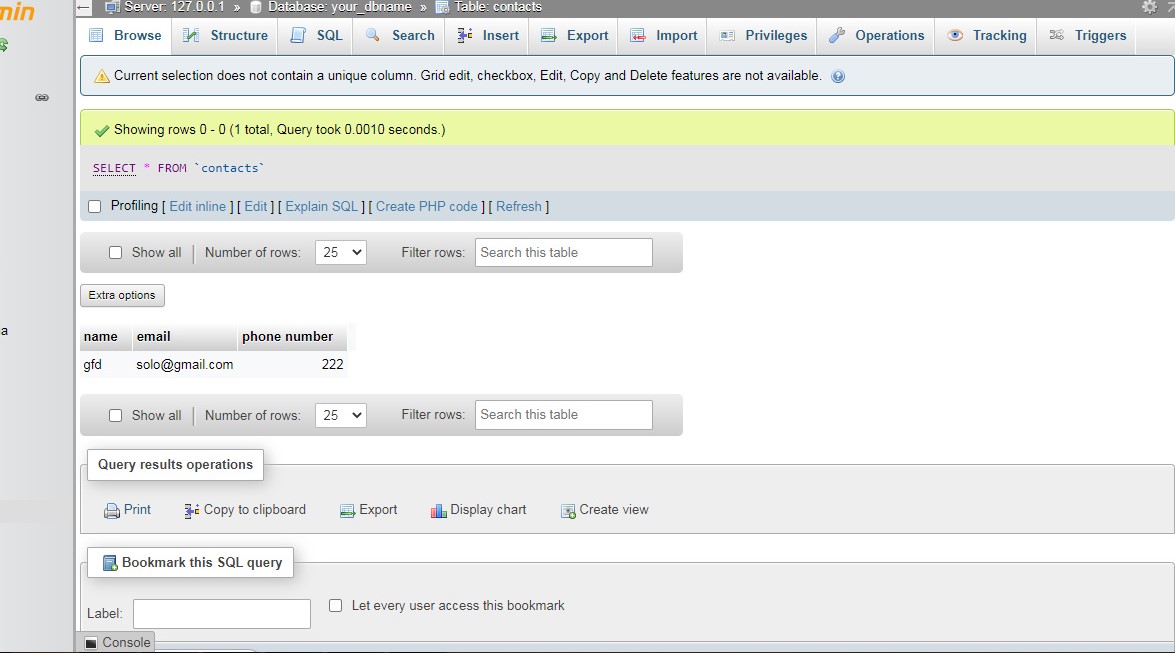 min
Server: 127.0.0.1 » Database: your_dbname » Table: contacts
Browse Structure SQL Search Insert Export Import Privileges Operations Tracking Triggers
Current selection does not contain a unique column. Grid edit, checkbox, Edit, Copy and Delete features are not available.
Showing rows 0 - 0 (1 total, Query took 0.0010 seconds.)
SELECT * FROM `contacts`
Profiling [ Edit inline ] [ Edit ] [ Explain SQL ] [ Create PHP code ] [ Refresh ]
Show all Number of rows: 25 Filter rows: Search this table
Extra options
a
name email phone number
gfd solo@gmail.com 222
Show all Number of rows: 25 Filter rows: Search this table
Query results operations
Print Copy to clipboard Export Display chart Create view
Bookmark this SQL query
Label: Let every user access this bookmark
Console